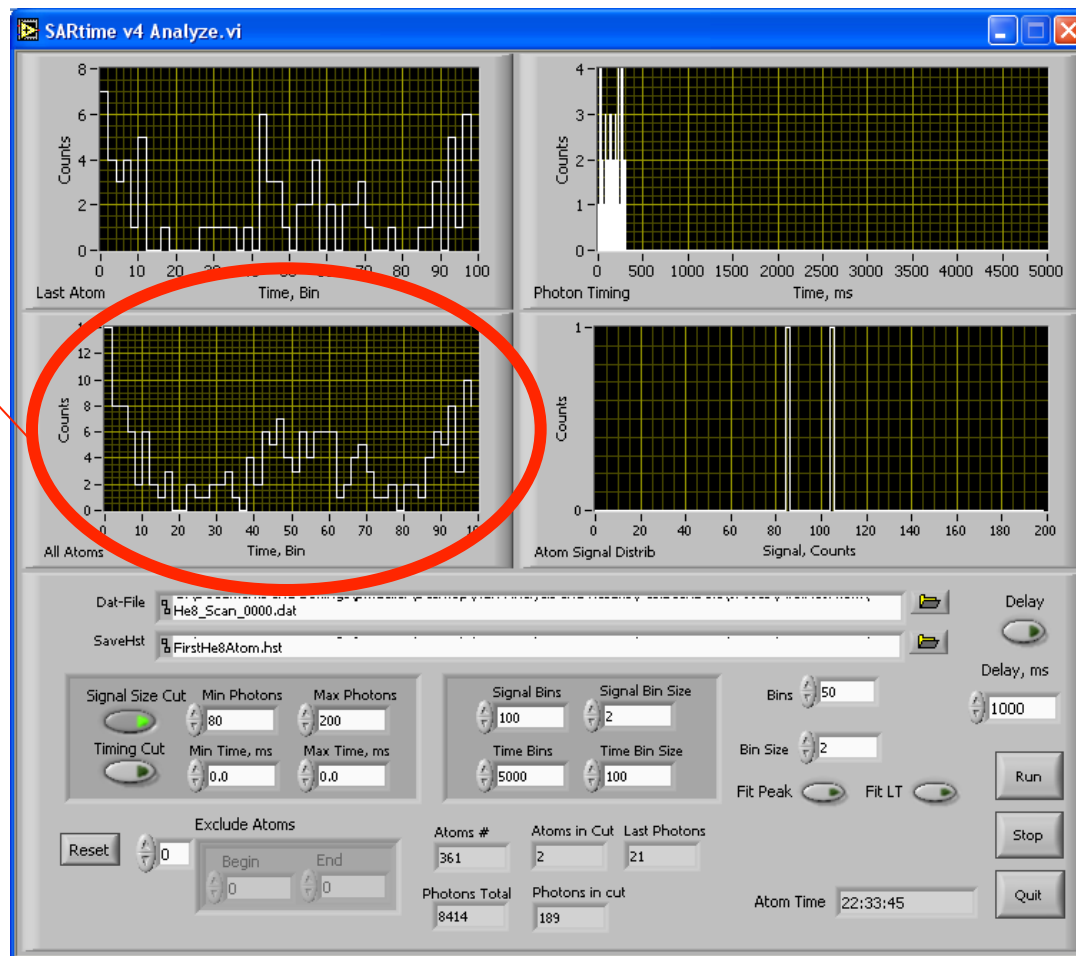 SARtime v4 Analyze.vi
8
6
4
2
0
Counts
0 10 20 30 50 60 70 80 90 100
Last Atom Time, Bin
4
3
2
1
0
Counts
0 500 1000 1500 2000 2500 3000 3500 4000 4500 5000
Photon Timing Time, ms
12
10
8
6
4
2
0
Counts
0 10 20 30 40 50 60 70 80 90
All Atoms Time, Bin
1
0
Counts
0 20 40 60 80 100 120 140 160 180 200
Atom Signal Distrib Signal, Counts
Dat-File
He8_Scan_0000.dat
SaveHst
FirstHe8Atom.hst
Delay
Delay, ms
1000
Signal Size Cut Min Photons Max Photons
80 200
Timing Cut Min Time, ms Max Time, ms
0.0 0.0
Signal Bins Signal Bin Size
100 2
Time Bins Time Bin Size
5000 100
Bins 50
Bin Size 2
Fit Peak Fit LT
Run
Stop
Quit
Reset 0
Exclude Atoms
Begin End
0 0
Atoms # Atoms in Cut Last Photons
361 2 21
Photons Total Photons in cut
8414 189
Atom Time 22:33:45